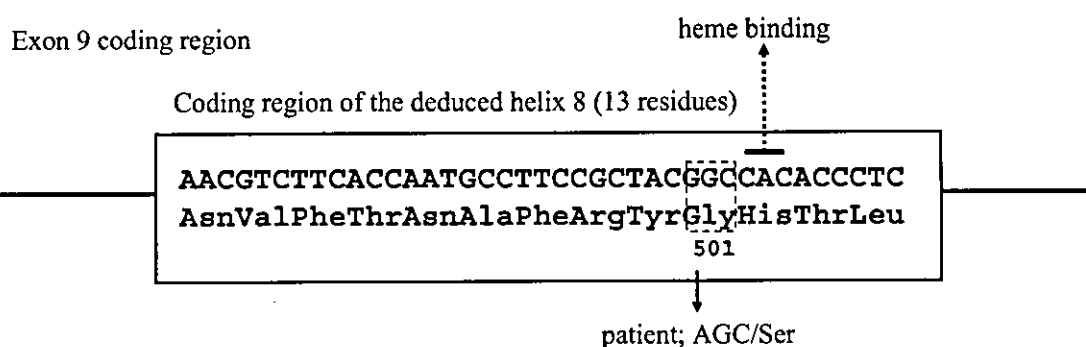 heme binding
Exon 9 coding region
Coding region of the deduced helix 8 (13 residues)
AACGTCTTCACCAATGCCTTCCGCTACGGCCACACCCTC
AsnValPheThrAsnAlaPheArgTyrGlyHisThrLeu
501
patient; AGC/Ser